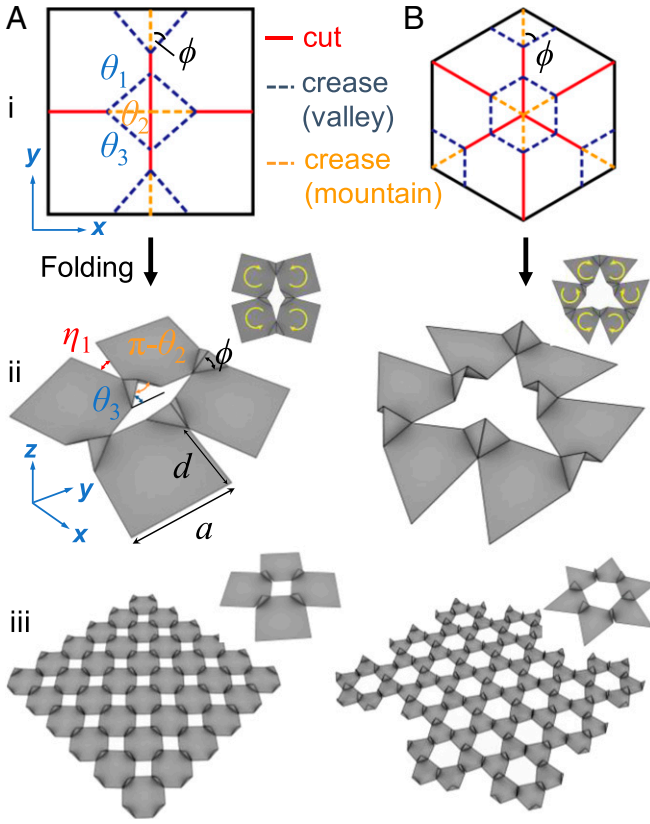 A
B
i
θ1
θ2
θ3
ϕ
cut
crease
(valley)
crease
(mountain)
ϕ
y
x
Folding
ii
η1
π-θ2
ϕ
θ3
d
a
z
y
x
iii